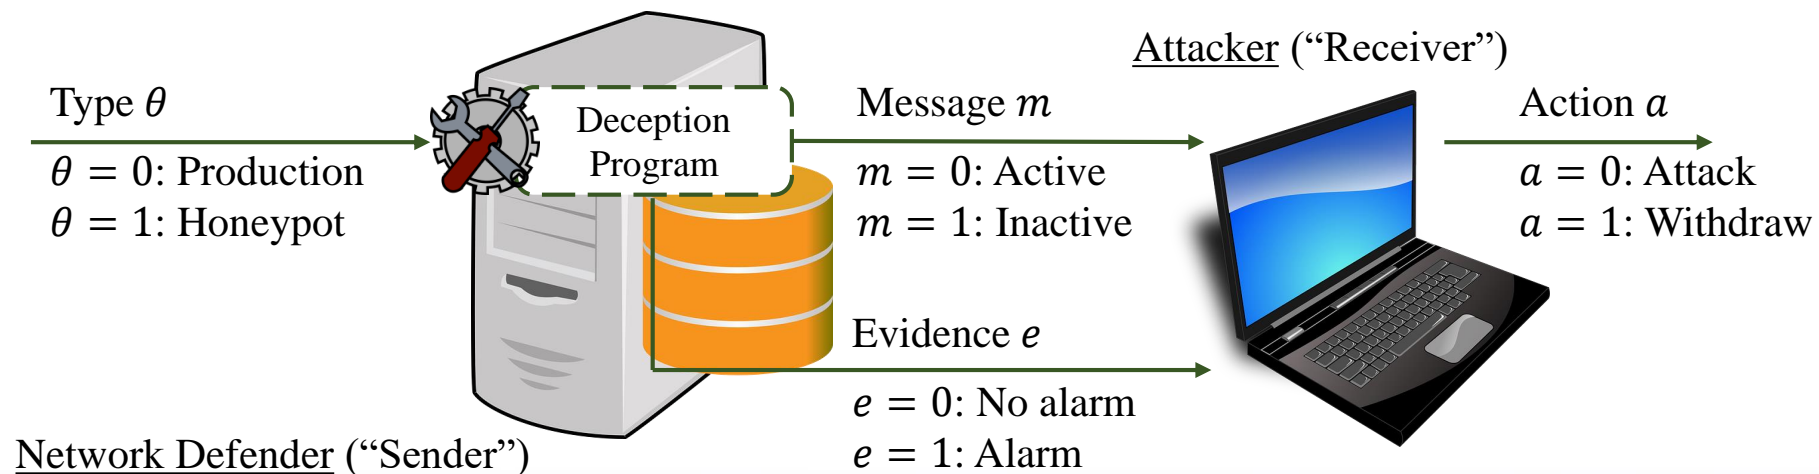 Attacker (“Receiver”)
Type θ
θ = 0: Production
θ = 1: Honeypot
Deception
Program
Message m
m = 0: Active
m = 1: Inactive
Action a
a = 0: Attack
a = 1: Withdraw
Evidence e
e = 0: No alarm
e = 1: Alarm
Network Defender (“Sender”)